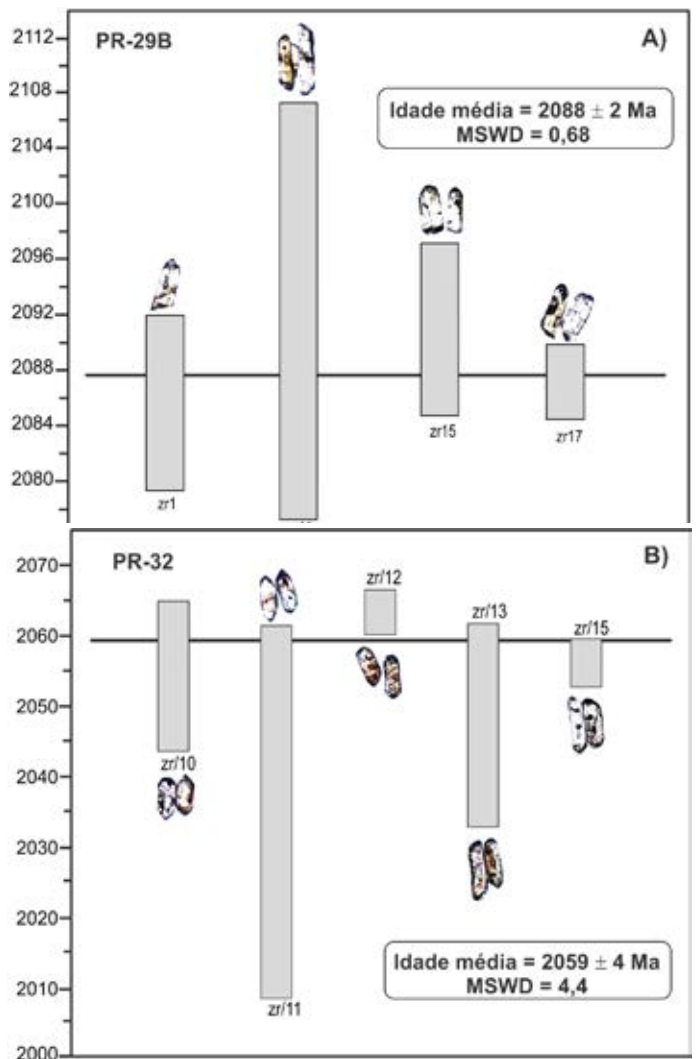 PR-29B
A)
Idade média = 2088 ± 2 Ma
MSWD = 0,68
2112
2108
2104
2100
2096
2092
2088
2084
2080
zr1
zr15
zr17
PR-32
B)
2070
2060
2050
2040
2030
2020
2010
2000
zr/10
zr/11
zr/12
zr/13
zr/15
Idade média = 2059 ± 4 Ma
MSWD = 4,4